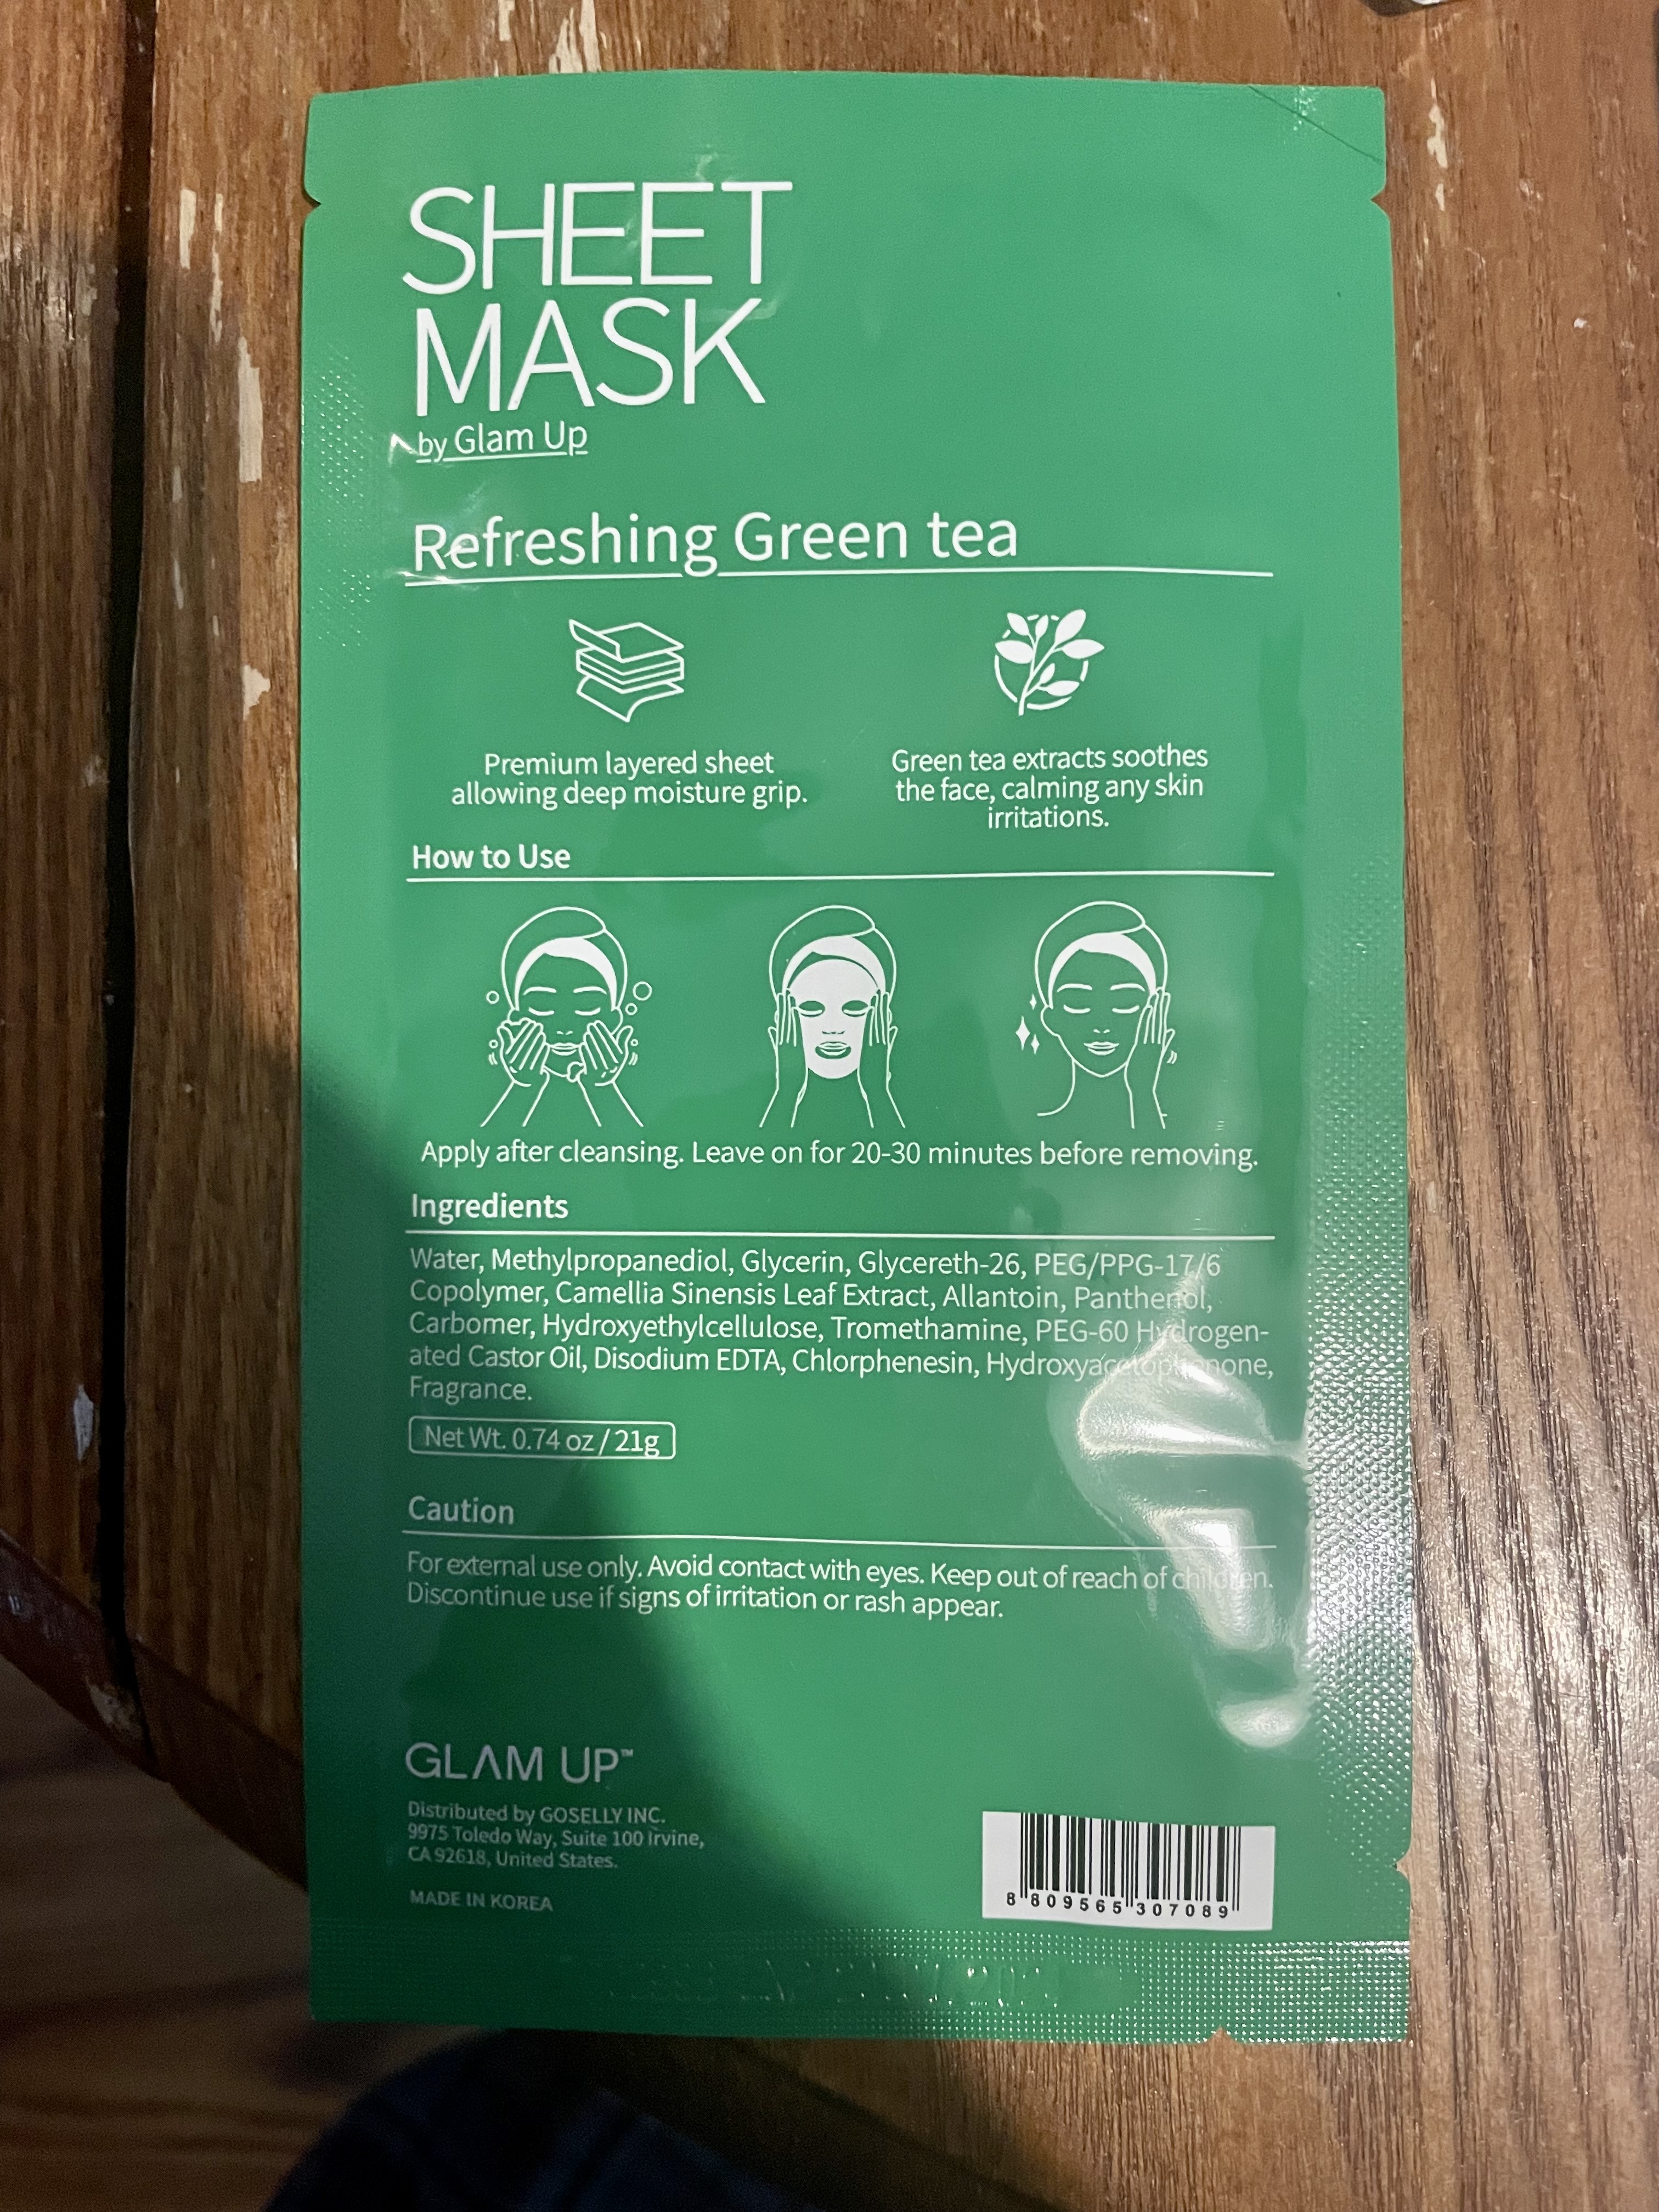 SHEET
MASK
by Glam Up
Refreshing Green tea
Premium layered sheet
allowing deep moisture grip.
Green tea extracts soothes
the face, calming any skin
irritations.
How to Use
Apply after cleansing. Leave on for 20-30 minutes before removing.
Ingredients
Water, Methylpropanediol, Glycerin, Glycereth-26, PEG/PPG-17/6
Copolymer, Camellia Sinensis Leaf Extract, Allantoin, Panthenol,
Carbomer, Hydroxyethylcellulose, Tromethamine, PEG-60 Hydrogen-
ated Castor Oil, Disodium EDTA, Chlorphenesin, Hydroxyacetophenone,
Fragrance.
Net Wt. 0.74 oz / 21g
Caution
For external use only. Avoid contact with eyes. Keep out of reach of children.
Discontinue use if signs of irritation or rash appear.
GLAM UP™
Distributed by GOSELLY INC.
9975 Toledo Way, Suite 100 Irvine,
CA 92618, United States.
MADE IN KOREA
8 809565 307089